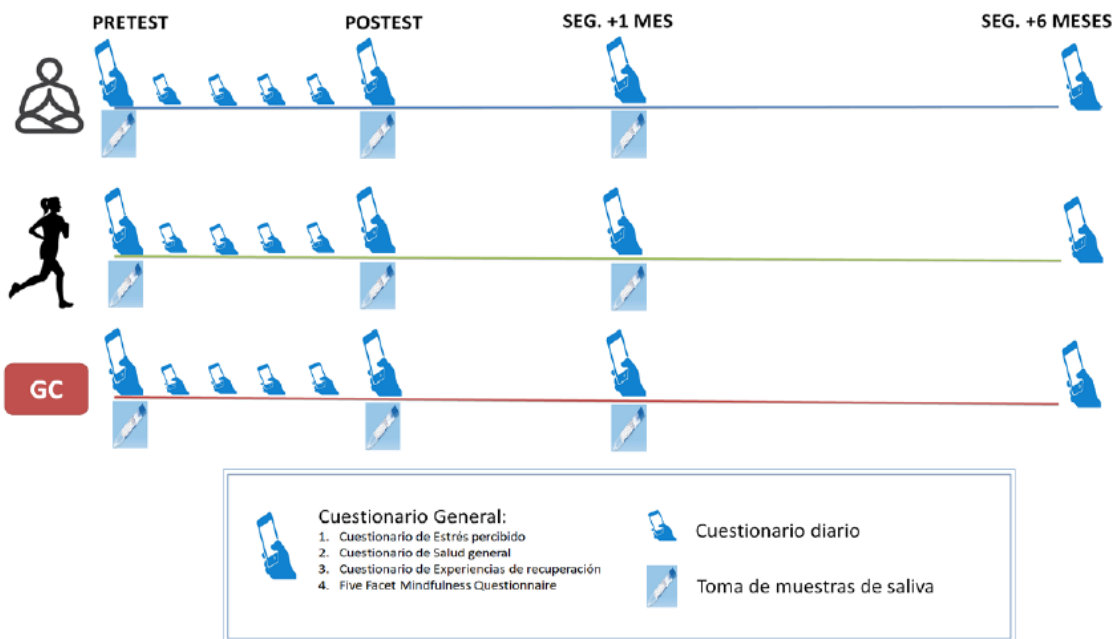 PRETEST POSTEST SEG. +1 MES SEG. +6 MESES
GC
Cuestionario General:
1. Cuestionario de Estrés percibido
2. Cuestionario de Salud general
3. Cuestionario de Experiencias de recuperación
4. Five Facet Mindfulness Questionnaire
Cuestionario diario
Toma de muestras de saliva